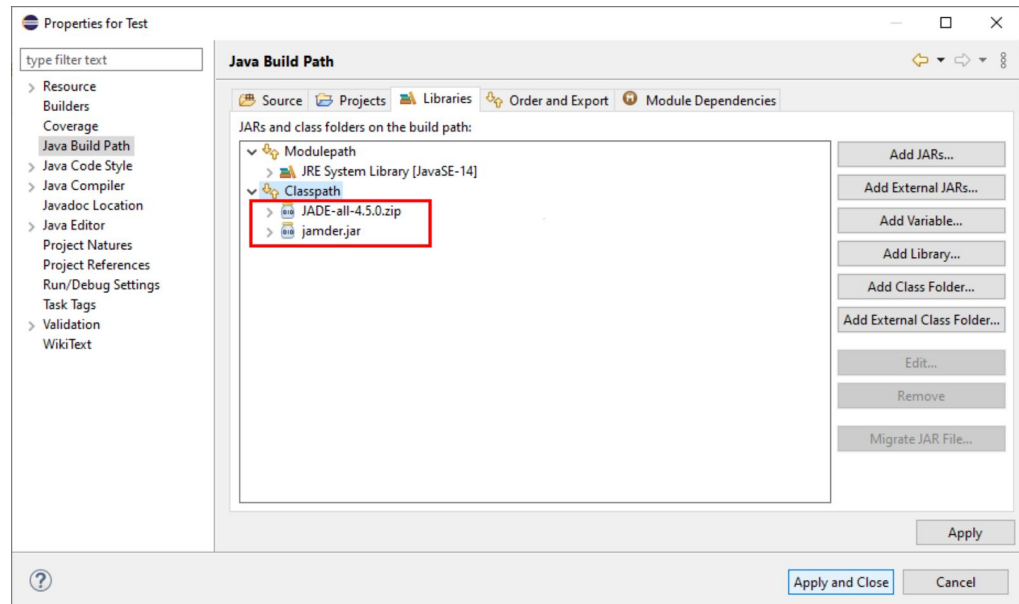 Properties for Test
type filter text
Resource
Builders
Coverage
Java Build Path
Java Code Style
Java Compiler
Javadoc Location
Java Editor
Project Natures
Project References
Run/Debug Settings
Task Tags
Validation
WikiText
Java Build Path
Source Projects Libraries Order and Export Module Dependencies
JARs and class folders on the build path:
Modulepath
JRE System Library [JavaSE-14]
Classpath
JADE-all-4.5.0.zip
jamder.jar
Add JARs...
Add External JARs...
Add Variable...
Add Library...
Add Class Folder...
Add External Class Folder...
Edit...
Remove
Migrate JAR File...
Apply
Apply and Close Cancel